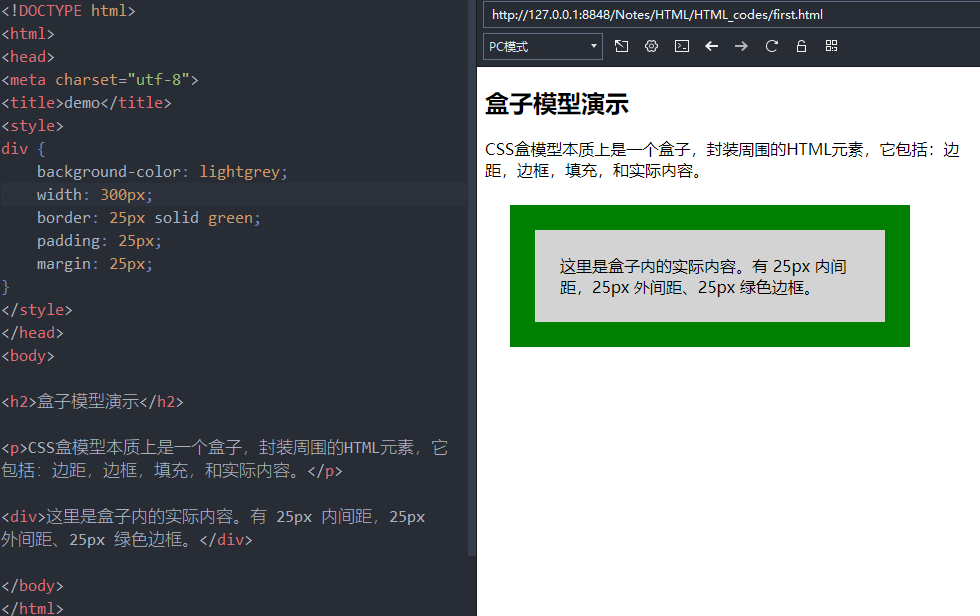 <!DOCTYPE html>
<html>
<head>
<meta charset="utf-8">
<title>demo</title>
<style>
div {
    background-color: lightgrey;
    width: 300px;
    border: 25px solid green;
    padding: 25px;
    margin: 25px;
}
</style>
</head>
<body>
<h2>盒子模型演示</h2>
<p>CSS盒模型本质上是一个盒子，封装周围的HTML元素，它
包括：边距，边框，填充，和实际内容。</p>
<div>这里是盒子内的实际内容。有 25px 内间距，25px
外间距、25px 绿色边框。</div>
</body>
</html>
http://127.0.0.1:8848/Notes/HTML/HTML_codes/first.html
PC模式
盒子模型演示
CSS盒模型本质上是一个盒子，封装周围的HTML元素，它包括：边
距，边框，填充，和实际内容。
这里是盒子内的实际内容。有 25px 内间
距，25px 外间距、25px 绿色边框。